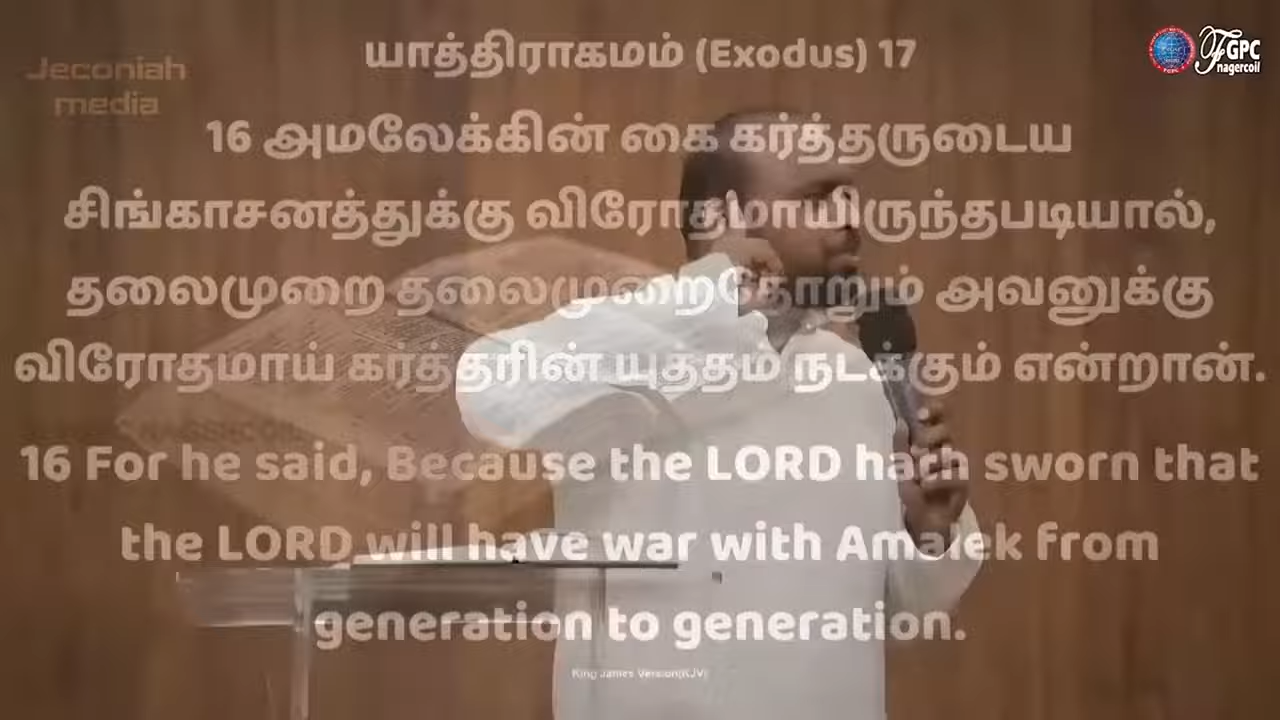 Jeconiah
media
FGPC
nagercoil
யாத்திராகமம் (Exodus) 17
16 அமலேக்கின் கை கர்த்தருடைய
சிங்காசனத்துக்கு விரோதமாயிருந்தபடியால்,
தலைமுறை தலைமுறைதோறும் அவனுக்கு
விரோதமாய் கர்த்தரின் யுத்தம் நடக்கும் என்றான்.
16 For he said, Because the LORD hath sworn that
the LORD will have war with Amalek from
generation to generation.
King James Version(KJV)